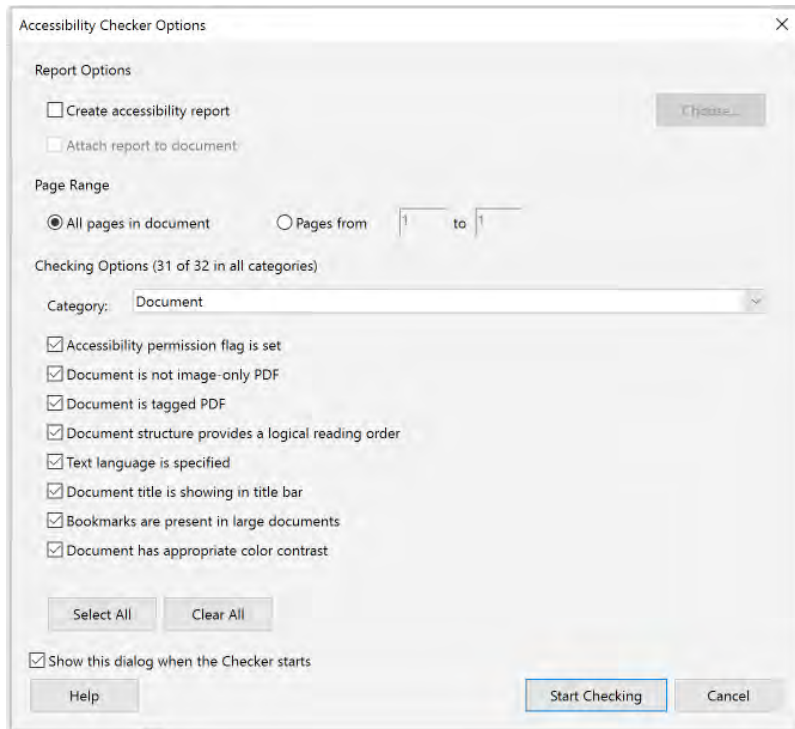 Accessibility Checker Options
Report Options
Create accessibility report
Choose...
Attach report to document
Page Range
All pages in document Pages from 1 to 1
Checking Options (31 of 32 in all categories)
Category: Document
Accessibility permission flag is set
Document is not image-only PDF
Document is tagged PDF
Document structure provides a logical reading order
Text language is specified
Document title is showing in title bar
Bookmarks are present in large documents
Document has appropriate color contrast
Select All Clear All
Show this dialog when the Checker starts
Help Start Checking Cancel